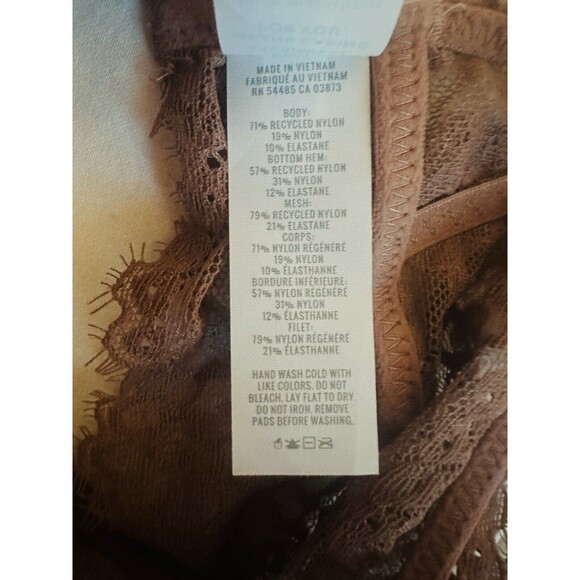 MADE IN VIETNAM
FABRIQUÉ AU VIETNAM
RN 54485 CA 03873
BODY:
71% RECYCLED NYLON
19% NYLON
10% ELASTANE
BOTTOM HEM:
57% RECYCLED NYLON
31% NYLON
12% ELASTANE
MESH:
79% RECYCLED NYLON
21% ELASTANE
CORPS:
71% NYLON RÉGÉNÉRÉ
19% NYLON
10% ÉLASTHANNE
BORDURE INFÉRIEURE:
57% NYLON RÉGÉNÉRÉ
31% NYLON
12% ÉLASTHANNE
FILET:
79% NYLON RÉGÉNÉRÉ
21% ÉLASTHANNE
HAND WASH COLD WITH
LIKE COLORS. DO NOT
BLEACH. LAY FLAT TO DRY.
DO NOT IRON, REMOVE
PADS BEFORE WASHING.